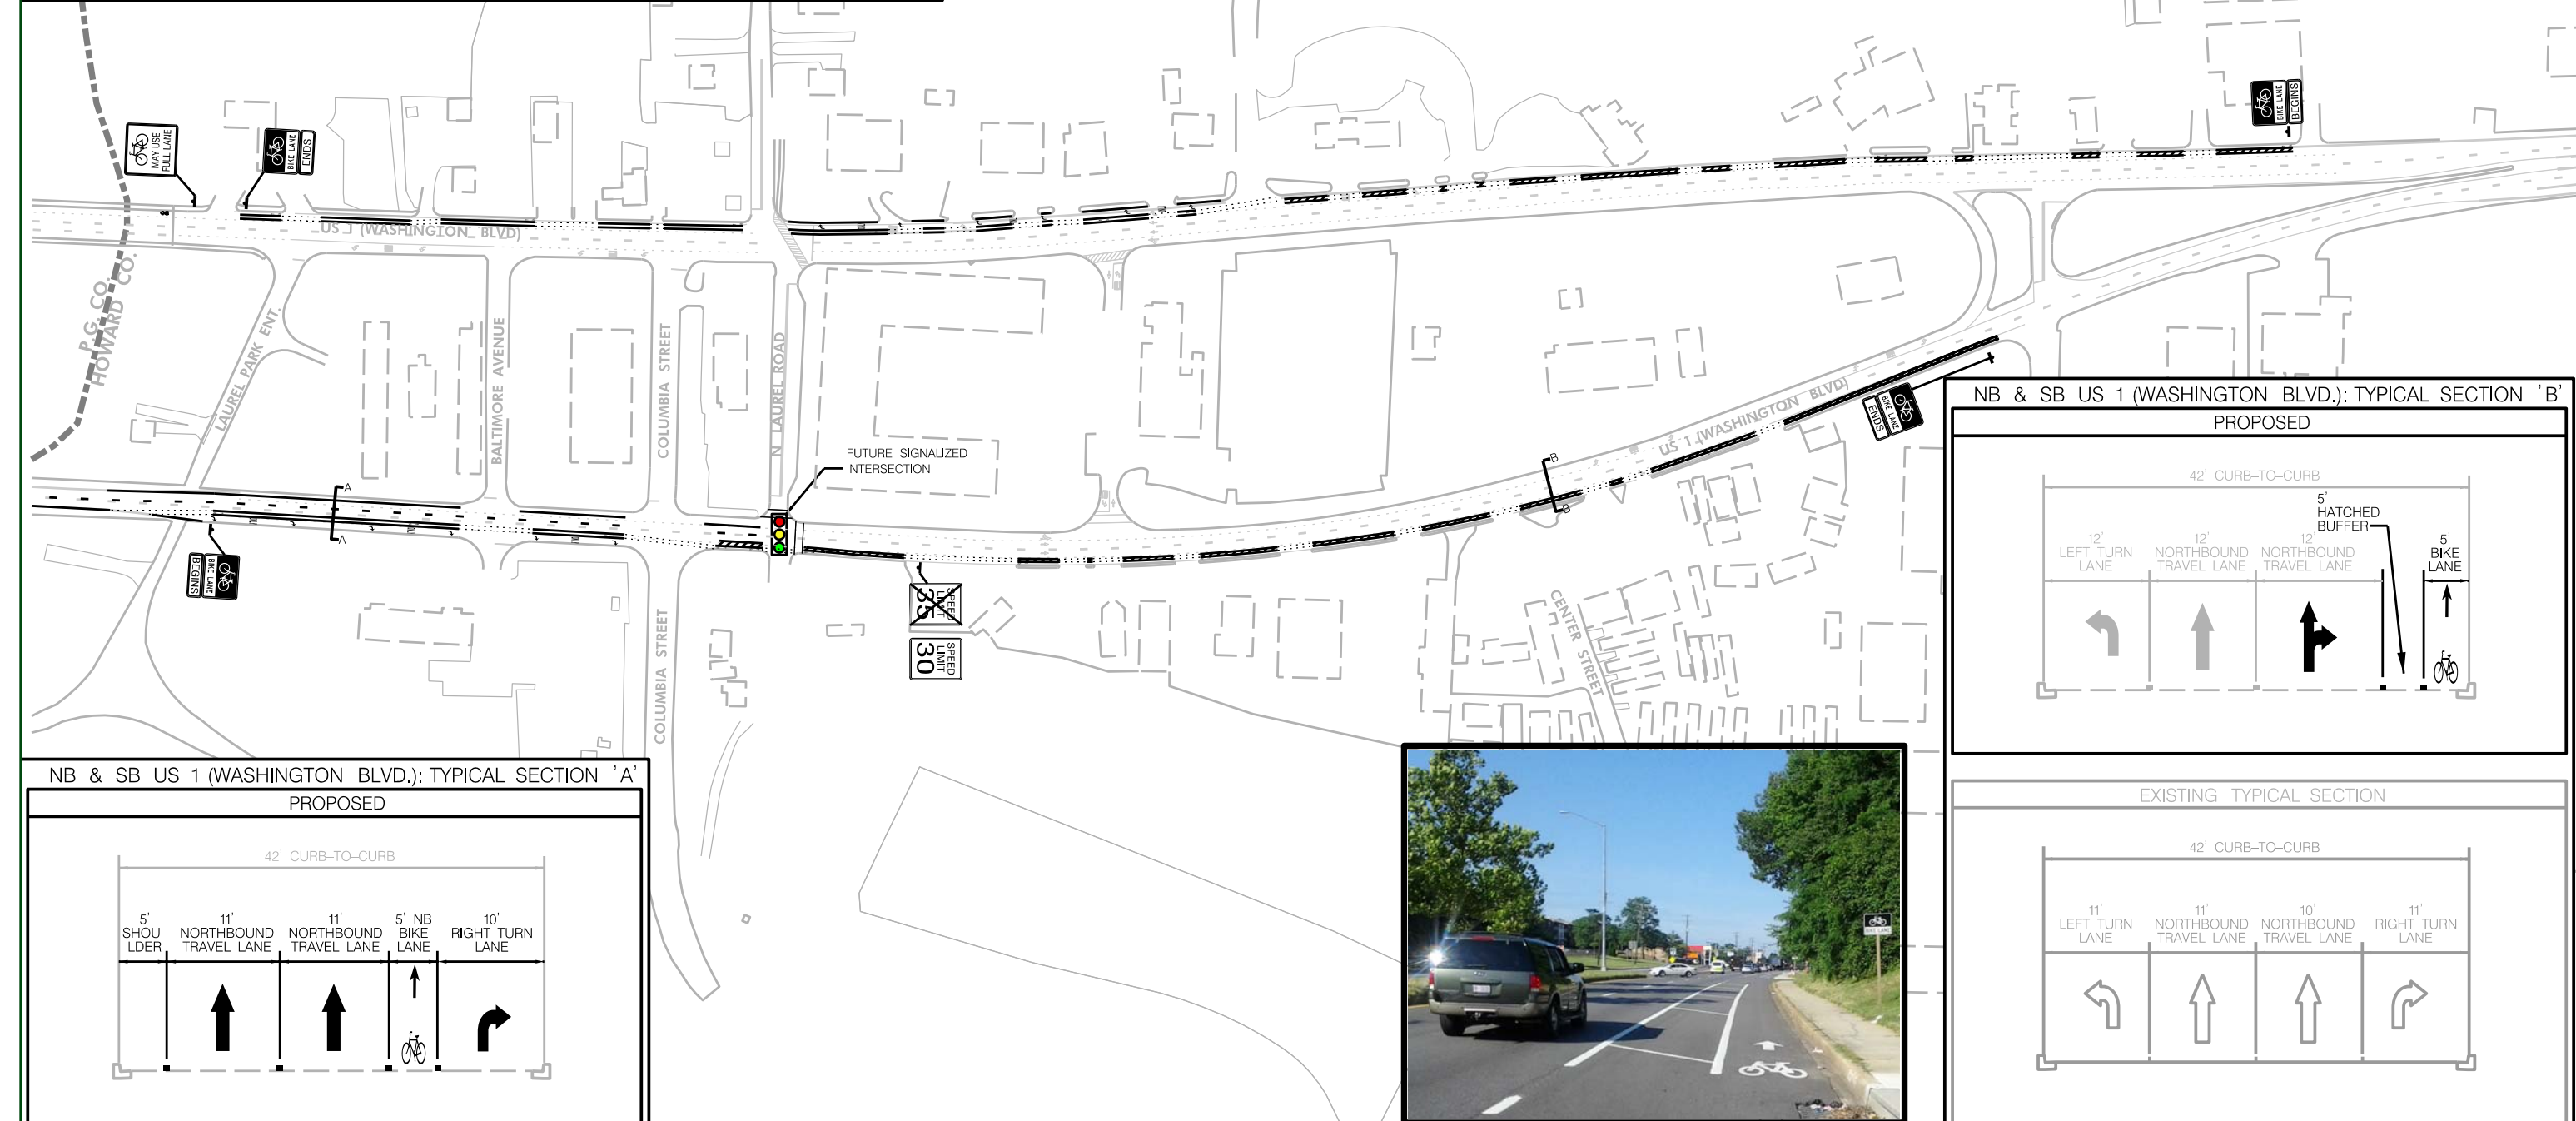 MAY USE
FULL LANE
BIKE LANE
ENDS
BIKE LANE
BEGINS
US 1 (WASHINGTON BLVD)
P.G. CO.
HOWARD CO.
LAUREL PARK ENT.
BALTIMORE AVENUE
COLUMBIA STREET
N LAUREL ROAD
FUTURE SIGNALIZED
INTERSECTION
US 1 (WASHINGTON BLVD)
BIKE LANE
ENDS
A
A
B
B
BIKE LANE
BEGINS
SPEED
LIMIT
35
SPEED
LIMIT
30
COLUMBIA STREET
CENTER STREET
NB & SB US 1 (WASHINGTON BLVD.): TYPICAL SECTION 'B'
PROPOSED
42' CURB-TO-CURB
5'
HATCHED
BUFFER
12'
LEFT TURN
LANE
12'
NORTHBOUND
TRAVEL LANE
12'
NORTHBOUND
TRAVEL LANE
5'
BIKE
LANE
EXISTING TYPICAL SECTION
42' CURB-TO-CURB
11'
LEFT TURN
LANE
11'
NORTHBOUND
TRAVEL LANE
10'
NORTHBOUND
TRAVEL LANE
11'
RIGHT TURN
LANE
NB & SB US 1 (WASHINGTON BLVD.): TYPICAL SECTION 'A'
PROPOSED
42' CURB-TO-CURB
5'
SHOU-
LDER
11'
NORTHBOUND
TRAVEL LANE
11'
NORTHBOUND
TRAVEL LANE
5' NB
BIKE
LANE
10'
RIGHT-TURN
LANE
BIKE LANE